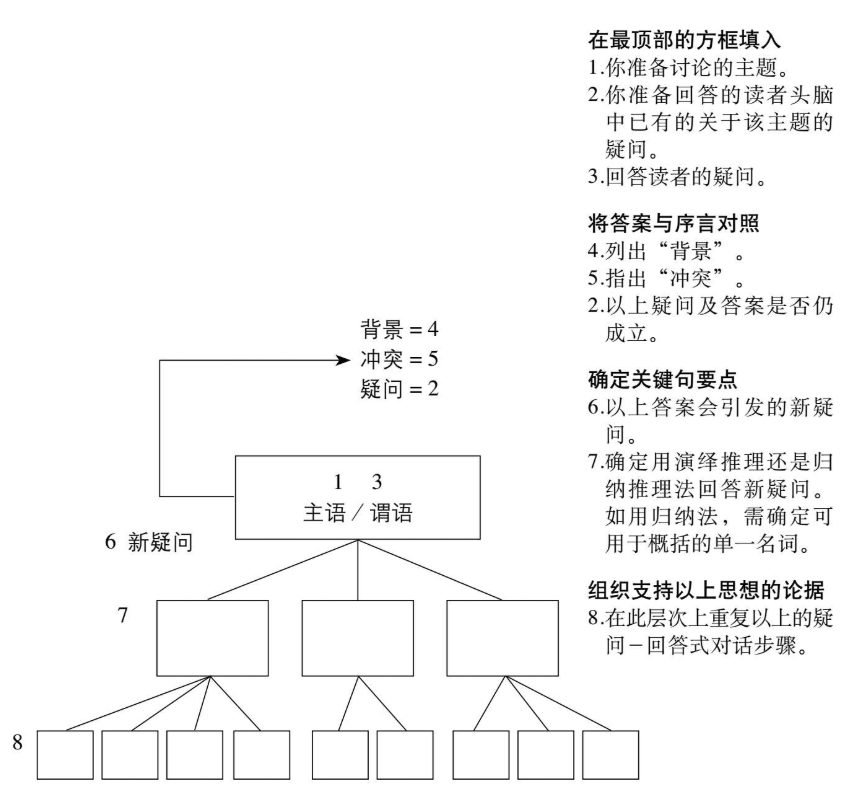 在最顶部的方框填入
1.你准备讨论的主题。
2.你准备回答的读者头脑
中已有的关于该主题的
疑问。
3.回答读者的疑问。
将答案与序言对照
4.列出“背景”。
5.指出“冲突”。
2.以上疑问及答案是否仍
成立。
确定关键句要点
6.以上答案会引发的新疑
问。
7.确定用演绎推理还是归
纳推理法回答新疑问。
如用归纳法，需确定可
用于概括的单一名词。
组织支持以上思想的论据
8.在此层次上重复以上的疑
问－回答式对话步骤。
背景 = 4
冲突 = 5
疑问 = 2
1 3
主语 / 谓语
6 新疑问
7
8